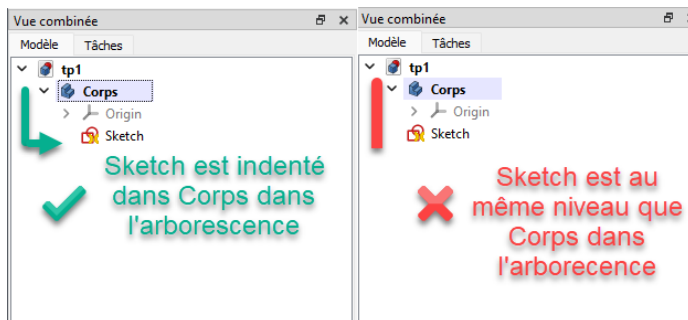 Vue combinée
Modèle Tâches
tp1
Corps
Origin
Sketch
Sketch est indenté
dans Corps dans
l'arborescence
Vue combinée
Modèle Tâches
tp1
Corps
Origin
Sketch
Sketch est au
même niveau que
Corps dans
l'arborecence